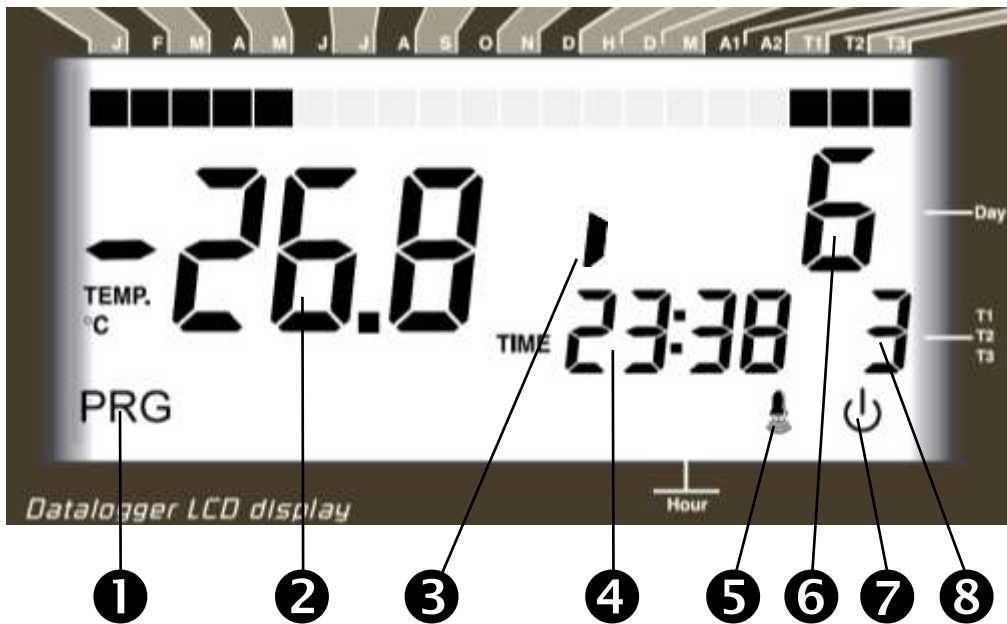 J F M A M J J A S O N D H D M A1 A2 T1 T2 T3
-26.8
6
Day
TEMP.
°C
TIME
23:38
3
T1
T2
T3
PRG
Datalogger LCD display
Hour
1 2 3 4 5 6 7 8